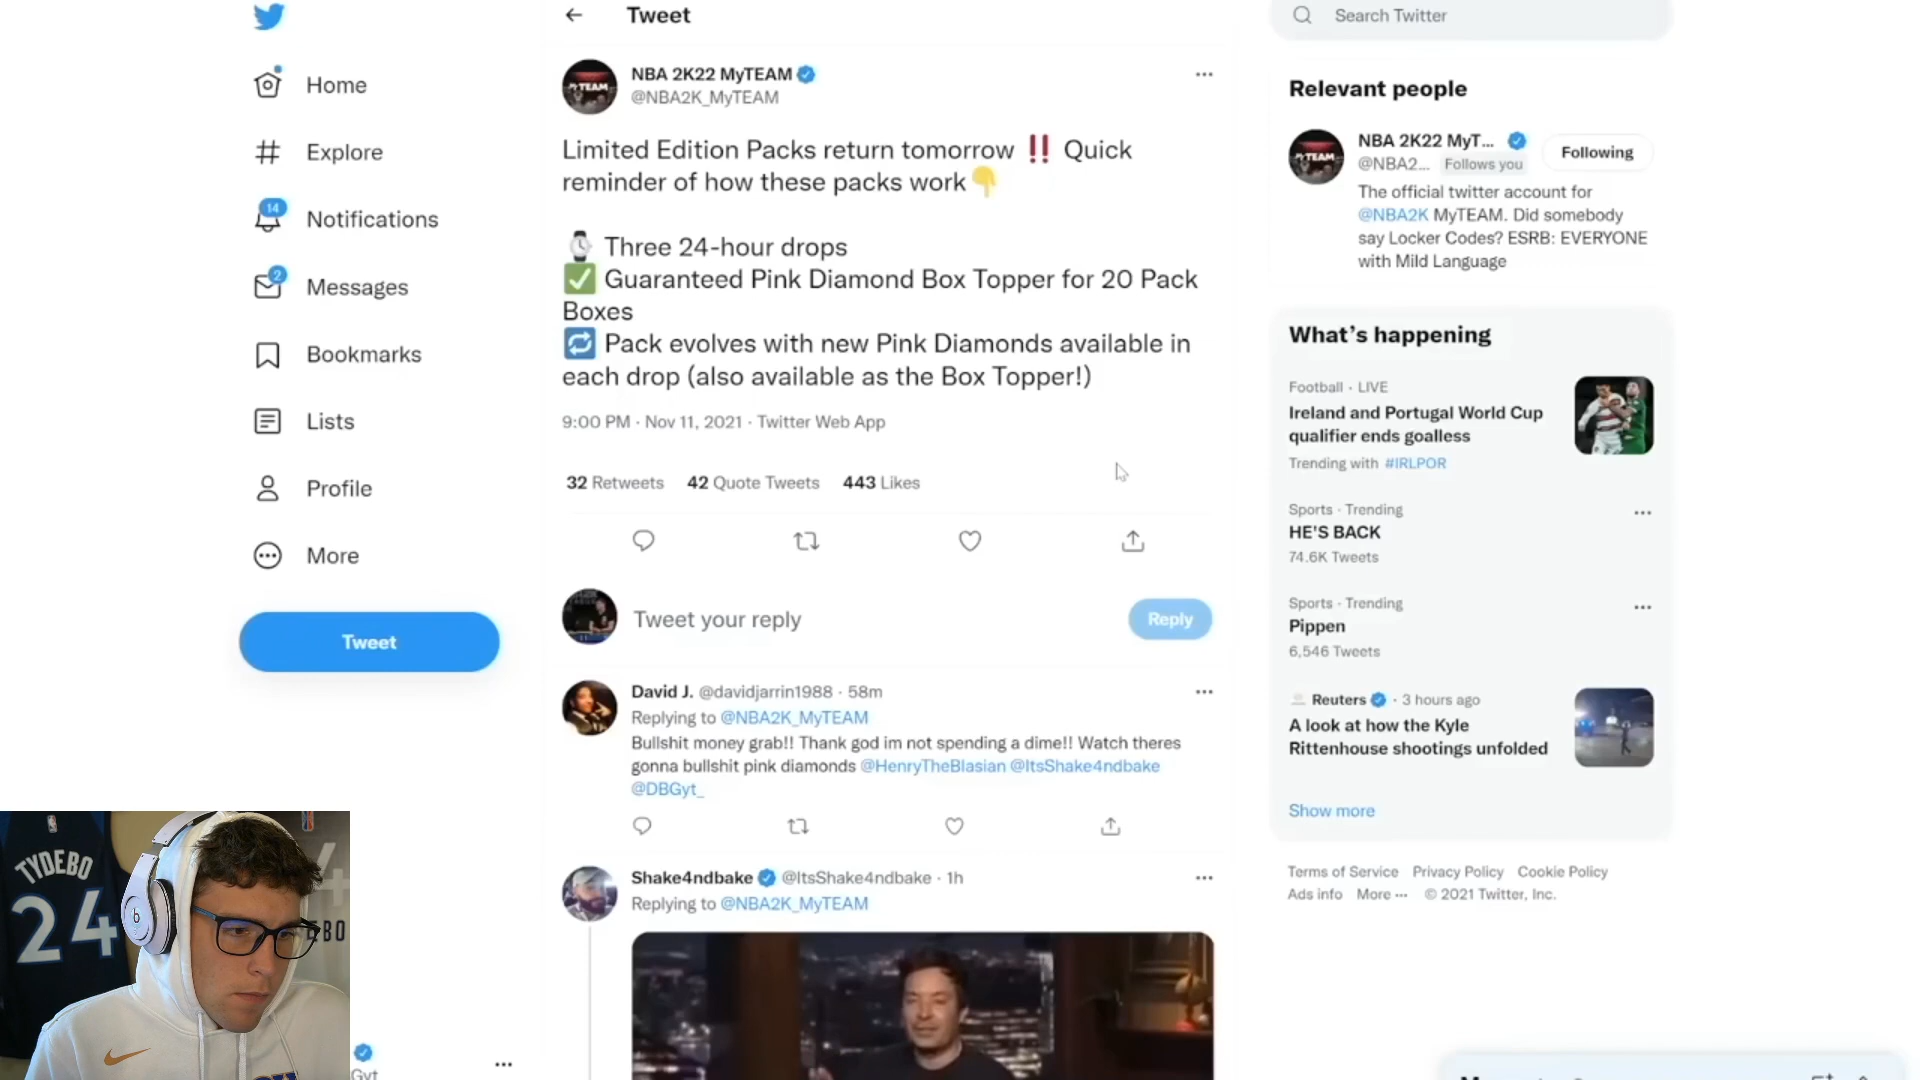 Home
Explore
14
Notifications
2
Messages
Bookmarks
Lists
Profile
More
Tweet
Tweet
NBA 2K22 MyTEAM
@NBA2K_MyTEAM
Limited Edition Packs return tomorrow ‼️ Quick
reminder of how these packs work👇
⌚ Three 24-hour drops
✅ Guaranteed Pink Diamond Box Topper for 20 Pack
Boxes
🔁 Pack evolves with new Pink Diamonds available in
each drop (also available as the Box Topper!)
9:00 PM · Nov 11, 2021 · Twitter Web App
32 Retweets 42 Quote Tweets 443 Likes
Tweet your reply
Reply
David J. @davidjarrin1988 · 58m
Replying to @NBA2K_MyTEAM
Bullshit money grab!! Thank god im not spending a dime!! Watch theres
gonna bullshit pink diamonds @HenryTheBlasian @ItsShake4ndbake
@DBGyt_
Shake4ndbake @ItsShake4ndbake · 1h
Replying to @NBA2K_MyTEAM
Search Twitter
Relevant people
NBA 2K22 MyT...
@NBA2... Follows you
Following
The official twitter account for
@NBA2K MyTEAM. Did somebody
say Locker Codes? ESRB: EVERYONE
with Mild Language
What's happening
Football · LIVE
Ireland and Portugal World Cup
qualifier ends goalless
Trending with #IRLPOR
Sports · Trending
HE'S BACK
74.6K Tweets
Sports · Trending
Pippen
6,546 Tweets
Reuters · 3 hours ago
A look at how the Kyle
Rittenhouse shootings unfolded
Show more
Terms of Service Privacy Policy Cookie Policy
Ads info More ··· © 2021 Twitter, Inc.
TYDEBO
24